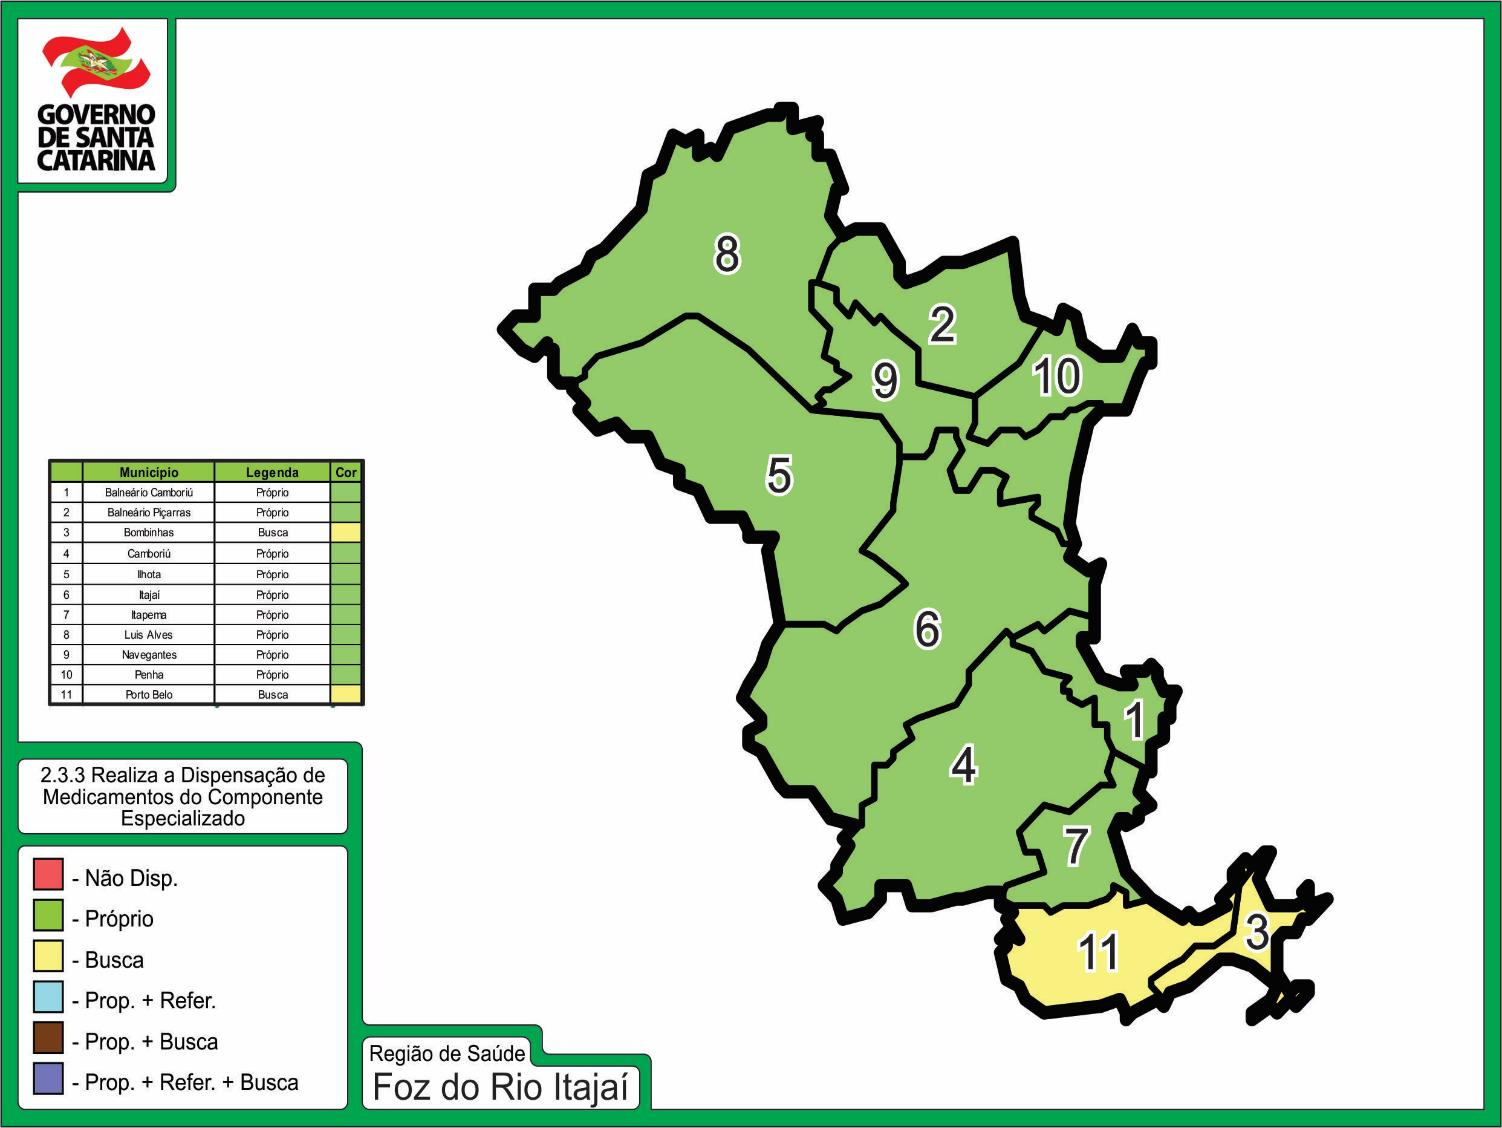 GOVERNO
DE SANTA
CATARINA
Município Legenda Cor
1 Balneário Camboriú Próprio
2 Balneário Piçarras Próprio
3 Bombinhas Busca
4 Camboriú Próprio
5 Ilhota Próprio
6 Itajaí Próprio
7 Itapema Próprio
8 Luis Alves Próprio
9 Navegantes Próprio
10 Penha Próprio
11 Porto Belo Busca
8
2
10
9
5
6
1
4
7
3
11
2.3.3 Realiza a Dispensação de
Medicamentos do Componente
Especializado
- Não Disp.
- Próprio
- Busca
- Prop. + Refer.
- Prop. + Busca
- Prop. + Refer. + Busca
Região de Saúde
Foz do Rio Itajaí